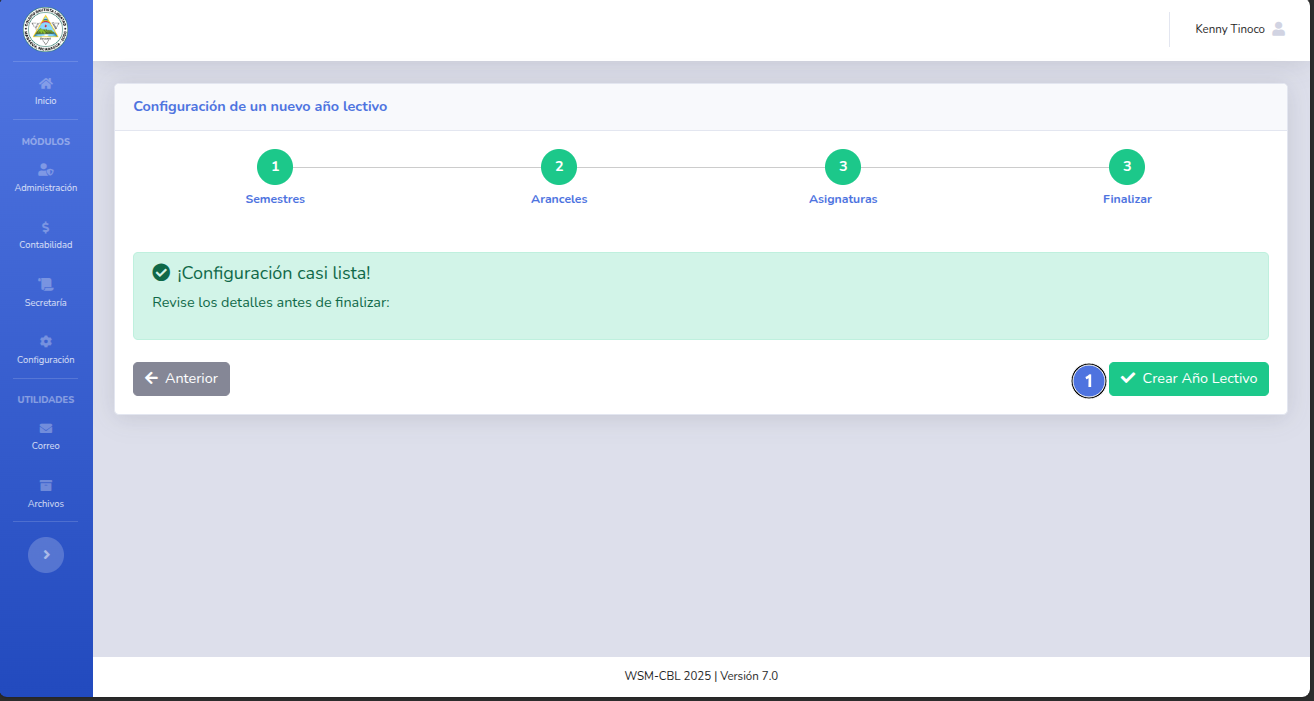 Kenny Tinoco
Inicio
MÓDULOS
Administración
Contabilidad
Secretaría
Configuración
UTILIDADES
Correo
Archivos
Configuración de un nuevo año lectivo
1 2 3 3
Semestres Aranceles Asignaturas Finalizar
¡Configuración casi lista!
Revise los detalles antes de finalizar:
Anterior 1 Crear Año Lectivo
WSM-CBL 2025 | Versión 7.0